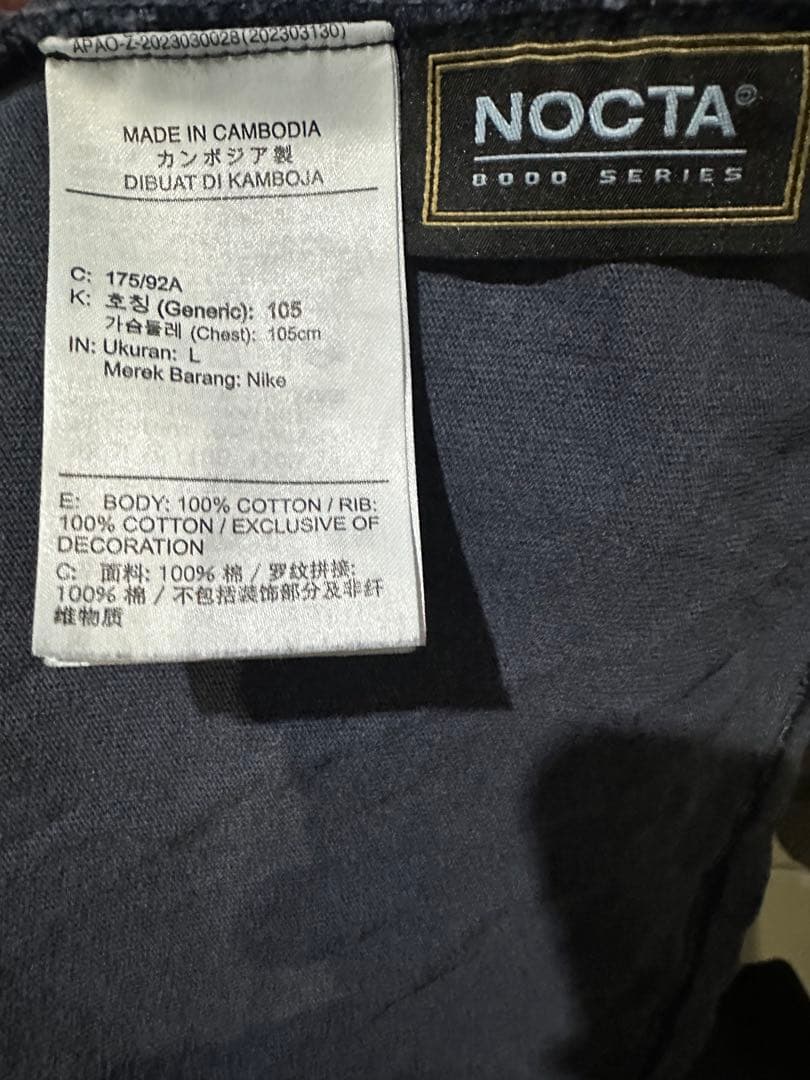 APAO-Z-2023030028(202303130)
MADE IN CAMBODIA
カンボジア製
DIBUAT DI KAMBOJA
C: 175/92A
K: 호칭 (Generic): 105
가슴둘레 (Chest): 105cm
IN: Ukuran: L
Merek Barang: Nike
E: BODY: 100% COTTON / RIB:
100% COTTON / EXCLUSIVE OF
DECORATION
C: 面料: 100% 棉 / 罗纹拼接:
100% 棉 / 不包括装饰部分及非纤
维物质
NOCTA®
8000 SERIES